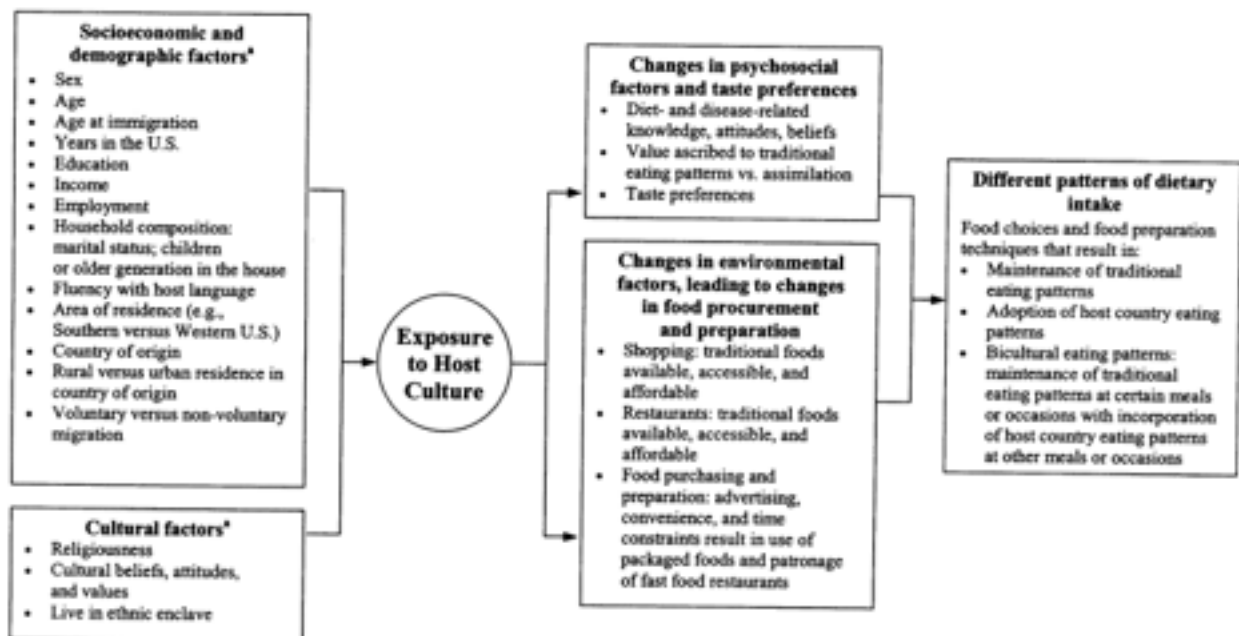 Socioeconomic and
demographic factorsª
• Sex
• Age
• Age at immigration
• Years in the U.S.
• Education
• Income
• Employment
• Household composition:
marital status; children
or older generation in the house
• Fluency with host language
• Area of residence (e.g.,
Southern versus Western U.S.)
• Country of origin
• Rural versus urban residence in
country of origin
• Voluntary versus non-voluntary
migration
Cultural factorsª
• Religiousness
• Cultural beliefs, attitudes,
and values
• Live in ethnic enclave
Exposure
to Host
Culture
Changes in psychosocial
factors and taste preferences
• Diet- and disease-related
knowledge, attitudes, beliefs
• Value ascribed to traditional
eating patterns vs. assimilation
• Taste preferences
Changes in environmental
factors, leading to changes
in food procurement
and preparation
• Shopping: traditional foods
available, accessible, and
affordable
• Restaurants: traditional foods
available, accessible, and
affordable
• Food purchasing and
preparation: advertising,
convenience, and time
constraints result in use of
packaged foods and patronage
of fast food restaurants
Different patterns of dietary
intake
Food choices and food preparation
techniques that result in:
• Maintenance of traditional
eating patterns
• Adoption of host country eating
patterns
• Bicultural eating patterns:
maintenance of traditional
eating patterns at certain meals
or occasions with incorporation
of host country eating patterns
at other meals or occasions